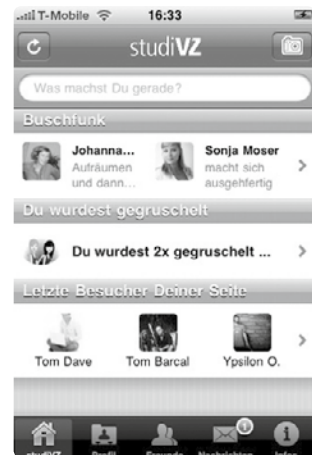 T-Mobile 16:33
studiVZ
Was machst Du gerade?
Buschfunk
Johanna... Sonja Moser
Aufräumen macht sich
und dann... ausgehfertig
Du wurdest gegruschelt
Du wurdest 2x gegruschelt ...
Letzte Besucher Deiner Seite
Tom Dave Tom Barcal Ypsilon O.
studiVZ Profil Freunde Nachrichten Infos